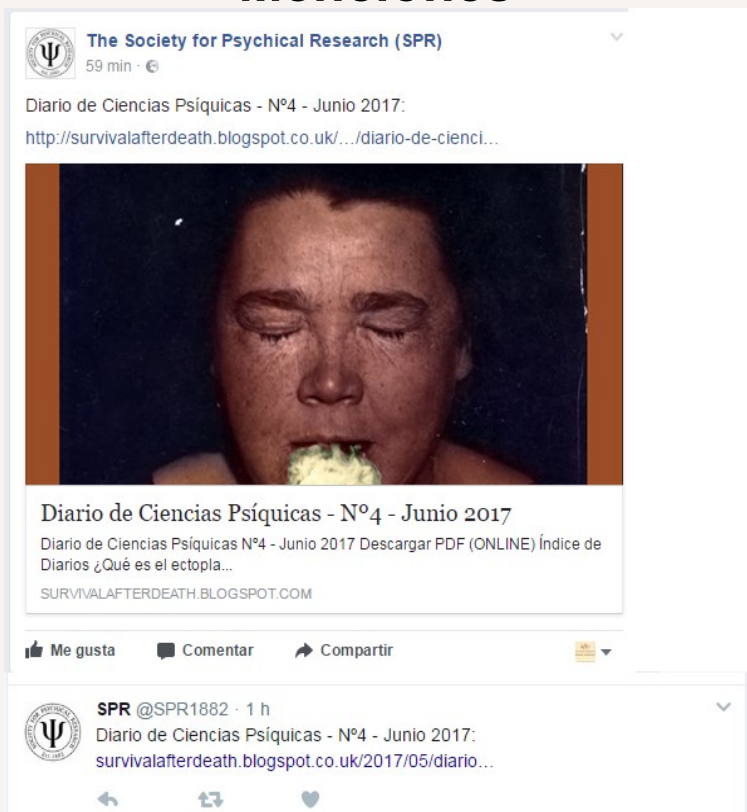 The Society for Psychical Research (SPR)
59 min ·
Diario de Ciencias Psíquicas - Nº4 - Junio 2017:
http://survivalafterdeath.blogspot.co.uk/.../diario-de-cienci...
Diario de Ciencias Psíquicas - Nº4 - Junio 2017
Diario de Ciencias Psíquicas Nº4 - Junio 2017 Descargar PDF (ONLINE) Índice de
Diarios ¿Qué es el ectopla...
SURVIVALAFTERDEATH.BLOGSPOT.COM
Me gusta Comentar Compartir
SPR @SPR1882 · 1 h
Diario de Ciencias Psíquicas - Nº4 - Junio 2017:
survivalafterdeath.blogspot.co.uk/2017/05/diario...